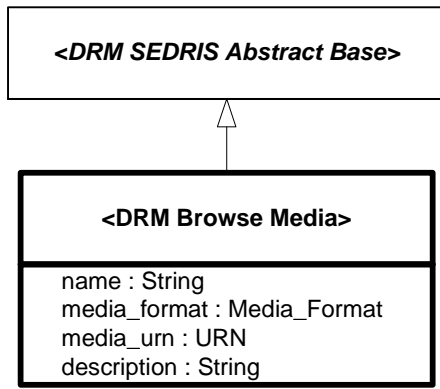 <DRM SEDRIS Abstract Base>
<DRM Browse Media>
name : String
media_format : Media_Format
media_urn : URN
description : String